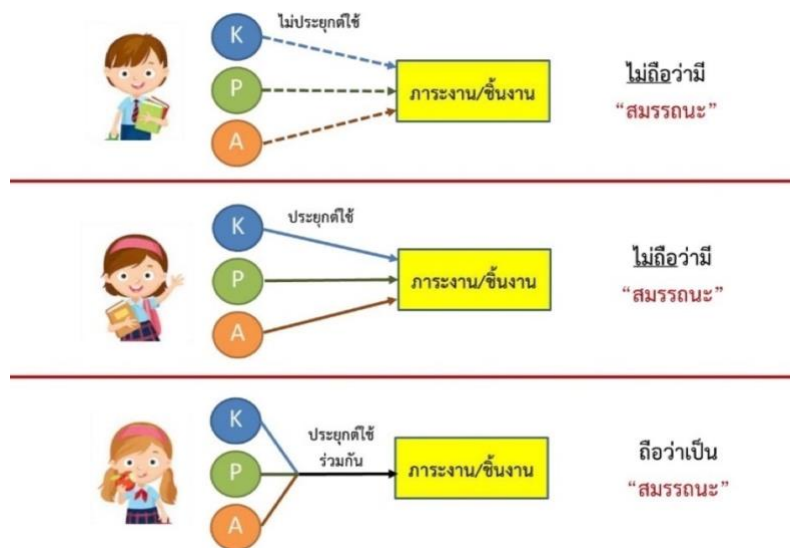 K
ไม่ประยุกต์ใช้
P
A
ภาระงาน/ชิ้นงาน
ไม่ถือว่ามี
“สมรรถนะ”
K
ประยุกต์ใช้
P
A
ภาระงาน/ชิ้นงาน
ไม่ถือว่ามี
“สมรรถนะ”
K
P
A
ประยุกต์ใช้
ร่วมกัน
ภาระงาน/ชิ้นงาน
ถือว่าเป็น
“สมรรถนะ”